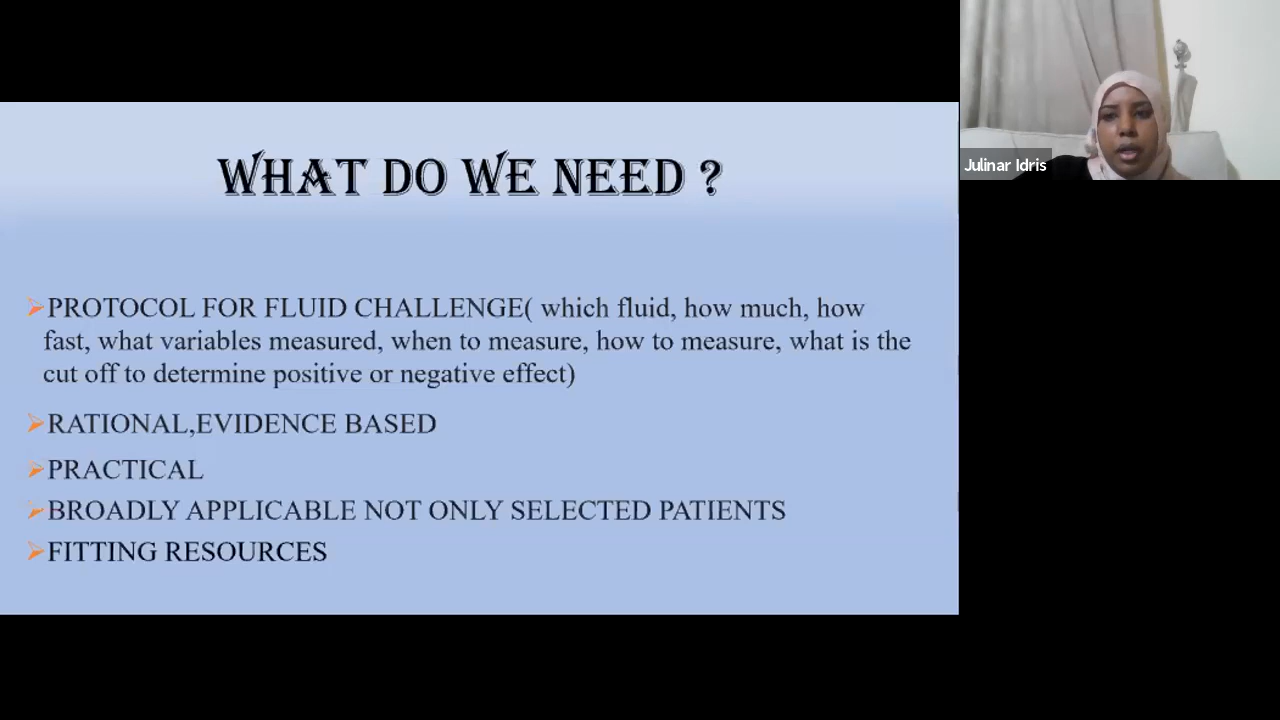 WHAT DO WE NEED ?
Julinar Idris
➢PROTOCOL FOR FLUID CHALLENGE( which fluid, how much, how
fast, what variables measured, when to measure, how to measure, what is the
cut off to determine positive or negative effect)
➢RATIONAL,EVIDENCE BASED
➢PRACTICAL
➢BROADLY APPLICABLE NOT ONLY SELECTED PATIENTS
➢FITTING RESOURCES